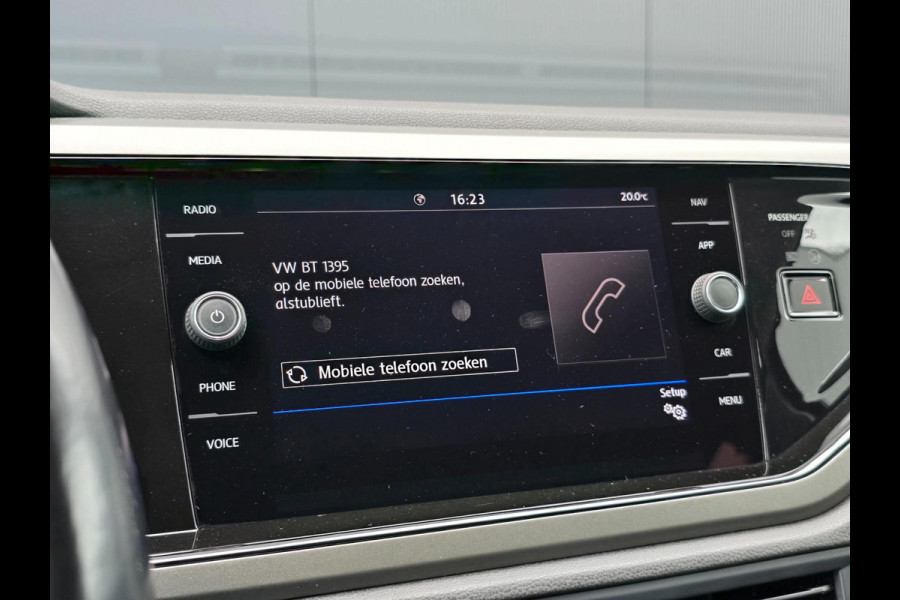 RADIO
MEDIA
PHONE
VOICE
16:23
20.0°C
VW BT 1395
op de mobiele telefoon zoeken,
alstublieft.
Mobiele telefoon zoeken
Setup
NAV
APP
CAR
MENU
PASSENGER
OFF